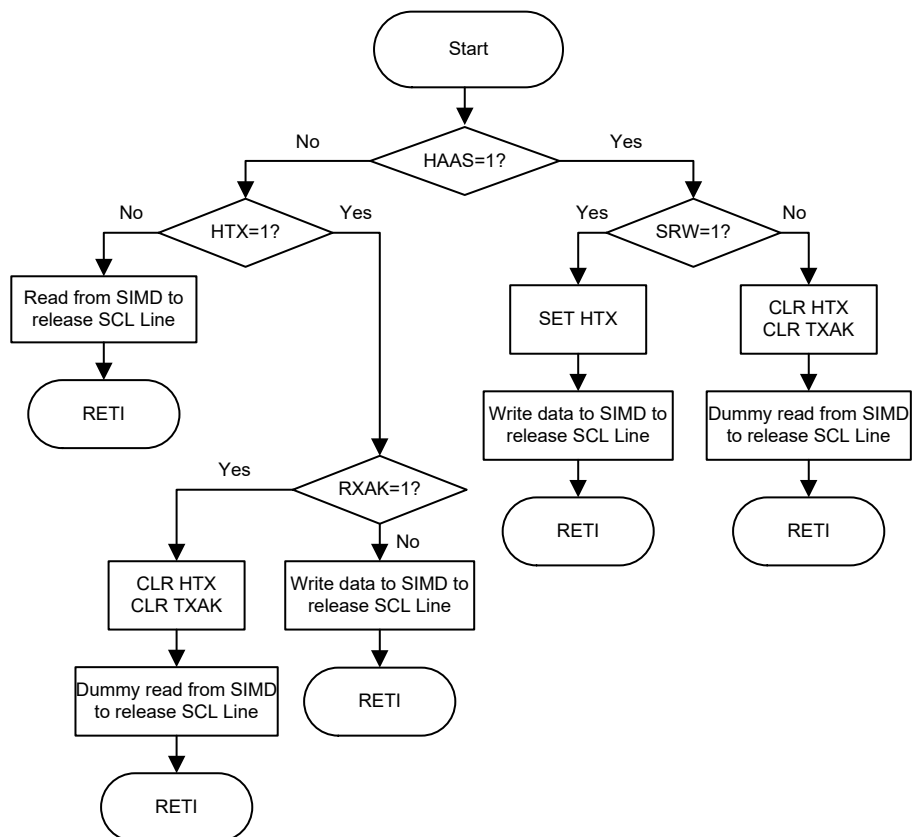 Start
No
HAAS=1?
Yes
No
HTX=1?
Yes
Yes
SRW=1?
No
Read from SIMD to
release SCL Line
SET HTX
CLR HTX
CLR TXAK
RETI
Write data to SIMD to
release SCL Line
Dummy read from SIMD
to release SCL Line
Yes
RXAK=1?
RETI
RETI
No
CLR HTX
CLR TXAK
Write data to SIMD to
release SCL Line
Dummy read from SIMD
to release SCL Line
RETI
RETI